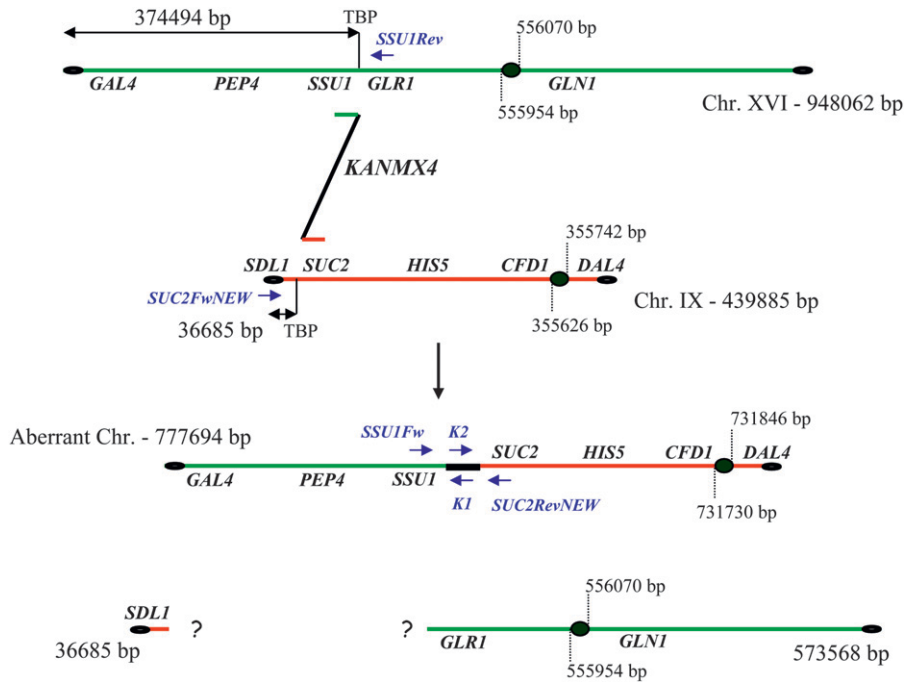 374494 bp
TBP
SSU1Rev
556070 bp
GAL4 PEP4 SSU1 GLR1 GLN1
555954 bp
Chr. XVI - 948062 bp
KANMX4
355742 bp
SDL1 SUC2 HIS5 CFD1 DAL4
SUC2FwNEW
Chr. IX - 439885 bp
36685 bp
TBP
355626 bp
Aberrant Chr. - 777694 bp
731846 bp
SSU1Fw K2
SUC2 HIS5 CFD1 DAL4
GAL4 PEP4 SSU1
K1 SUC2RevNEW
731730 bp
556070 bp
SDL1
? ?
GLR1 GLN1
36685 bp
555954 bp
573568 bp